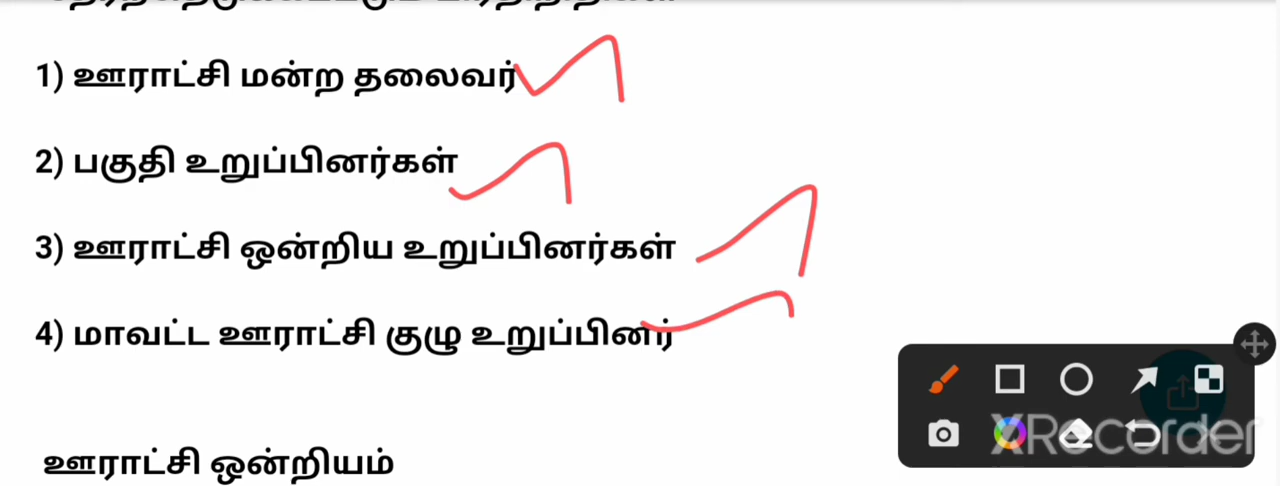 1) ஊராட்சி மன்ற தலைவர்
2) பகுதி உறுப்பினர்கள்
3) ஊராட்சி ஒன்றிய உறுப்பினர்கள்
4) மாவட்ட ஊராட்சி குழு உறுப்பினர்
XRecorder
ஊராட்சி ஒன்றியம்